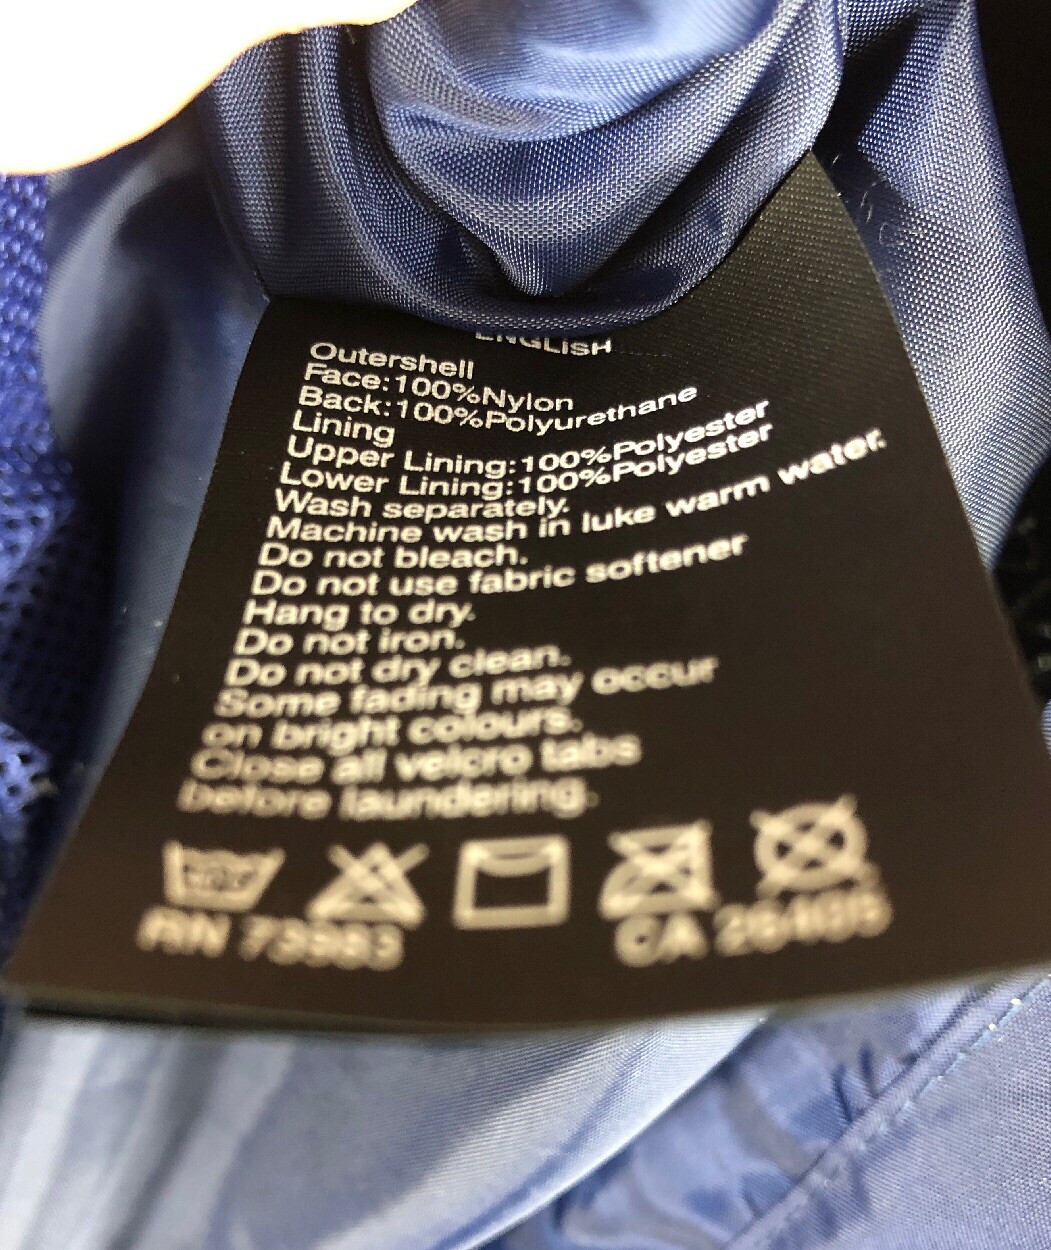 ENGLISH
Outershell
Face:100%Nylon
Back:100%Polyurethane
Lining
Upper Lining:100%Polyester
Lower Lining:100%Polyester
Wash separately.
Machine wash in luke warm water.
Do not bleach.
Do not use fabric softener
Hang to dry.
Do not iron.
Do not dry clean.
Some fading may occur
on bright colours.
Close all velcro tabs
before laundering.
RN
CA